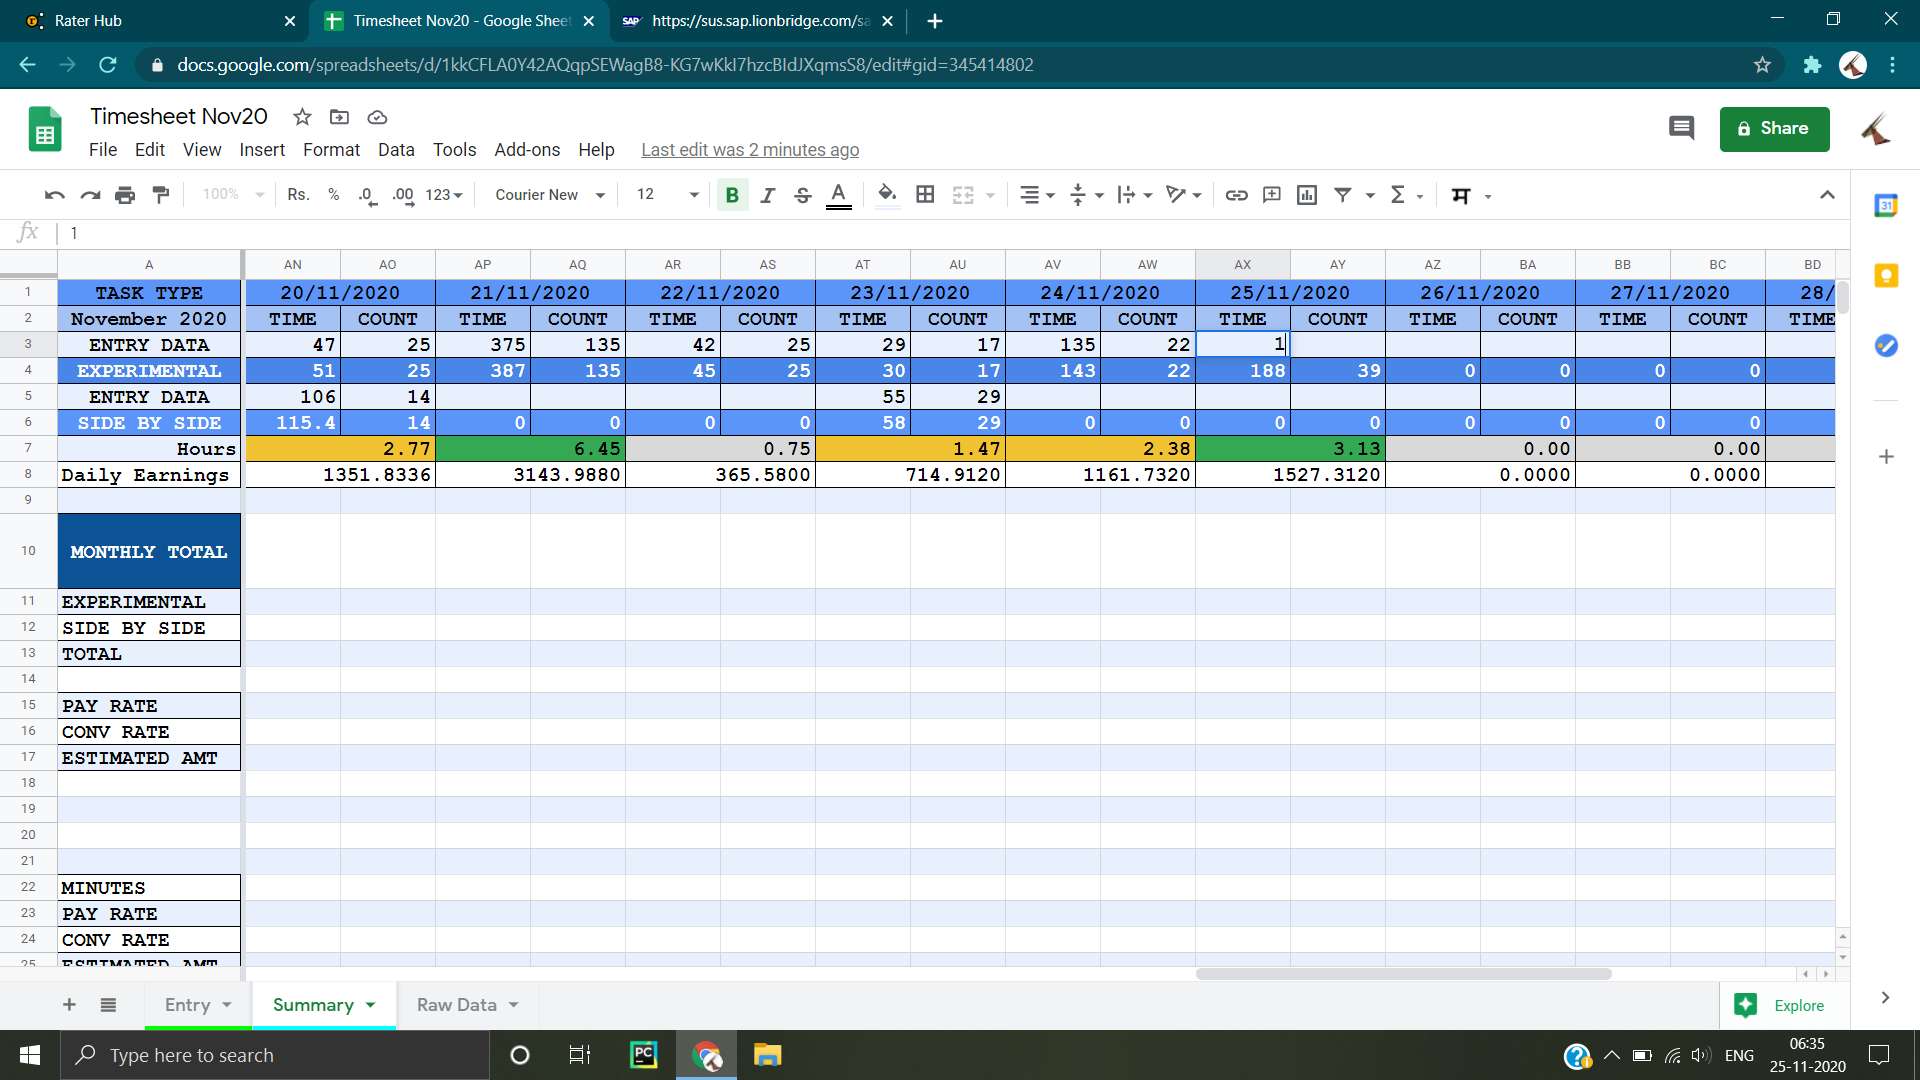 Rater Hub
Timesheet Nov20 - Google Sheet
SAP https://sus.sap.lionbridge.com/sa
docs.google.com/spreadsheets/d/1kkCFLA0Y42AQqpSEWagB8-KG7wKkI7hzcBIdJXqmsS8/edit#gid=345414802
Timesheet Nov20
Share
File Edit View Insert Format Data Tools Add-ons Help Last edit was 2 minutes ago
100% Rs. % .0 .00 123 Courier New 12 B I S A Σ म 31
fx 1
A AN AO AP AQ AR AS AT AU AV AW AX AY AZ BA BB BC BD
1 TASK TYPE 20/11/2020 21/11/2020 22/11/2020 23/11/2020 24/11/2020 25/11/2020 26/11/2020 27/11/2020 28/
2 November 2020 TIME COUNT TIME COUNT TIME COUNT TIME COUNT TIME COUNT TIME COUNT TIME COUNT TIME COUNT TIME
3 ENTRY DATA 47 25 375 135 42 25 29 17 135 22 1
4 EXPERIMENTAL 51 25 387 135 45 25 30 17 143 22 188 39 0 0 0 0
5 ENTRY DATA 106 14 55 29
6 SIDE BY SIDE 115.4 14 0 0 0 0 58 29 0 0 0 0 0 0 0 0
7 Hours 2.77 6.45 0.75 1.47 2.38 3.13 0.00 0.00
8 Daily Earnings 1351.8336 3143.9880 365.5800 714.9120 1161.7320 1527.3120 0.0000 0.0000
9
10 MONTHLY TOTAL
11 EXPERIMENTAL
12 SIDE BY SIDE
13 TOTAL
14
15 PAY RATE
16 CONV RATE
17 ESTIMATED AMT
18
19
20
21
22 MINUTES
23 PAY RATE
24 CONV RATE
25 ESTIMATED AMT
Entry Summary Raw Data Explore
Type here to search
PC
ENG
06:35
25-11-2020